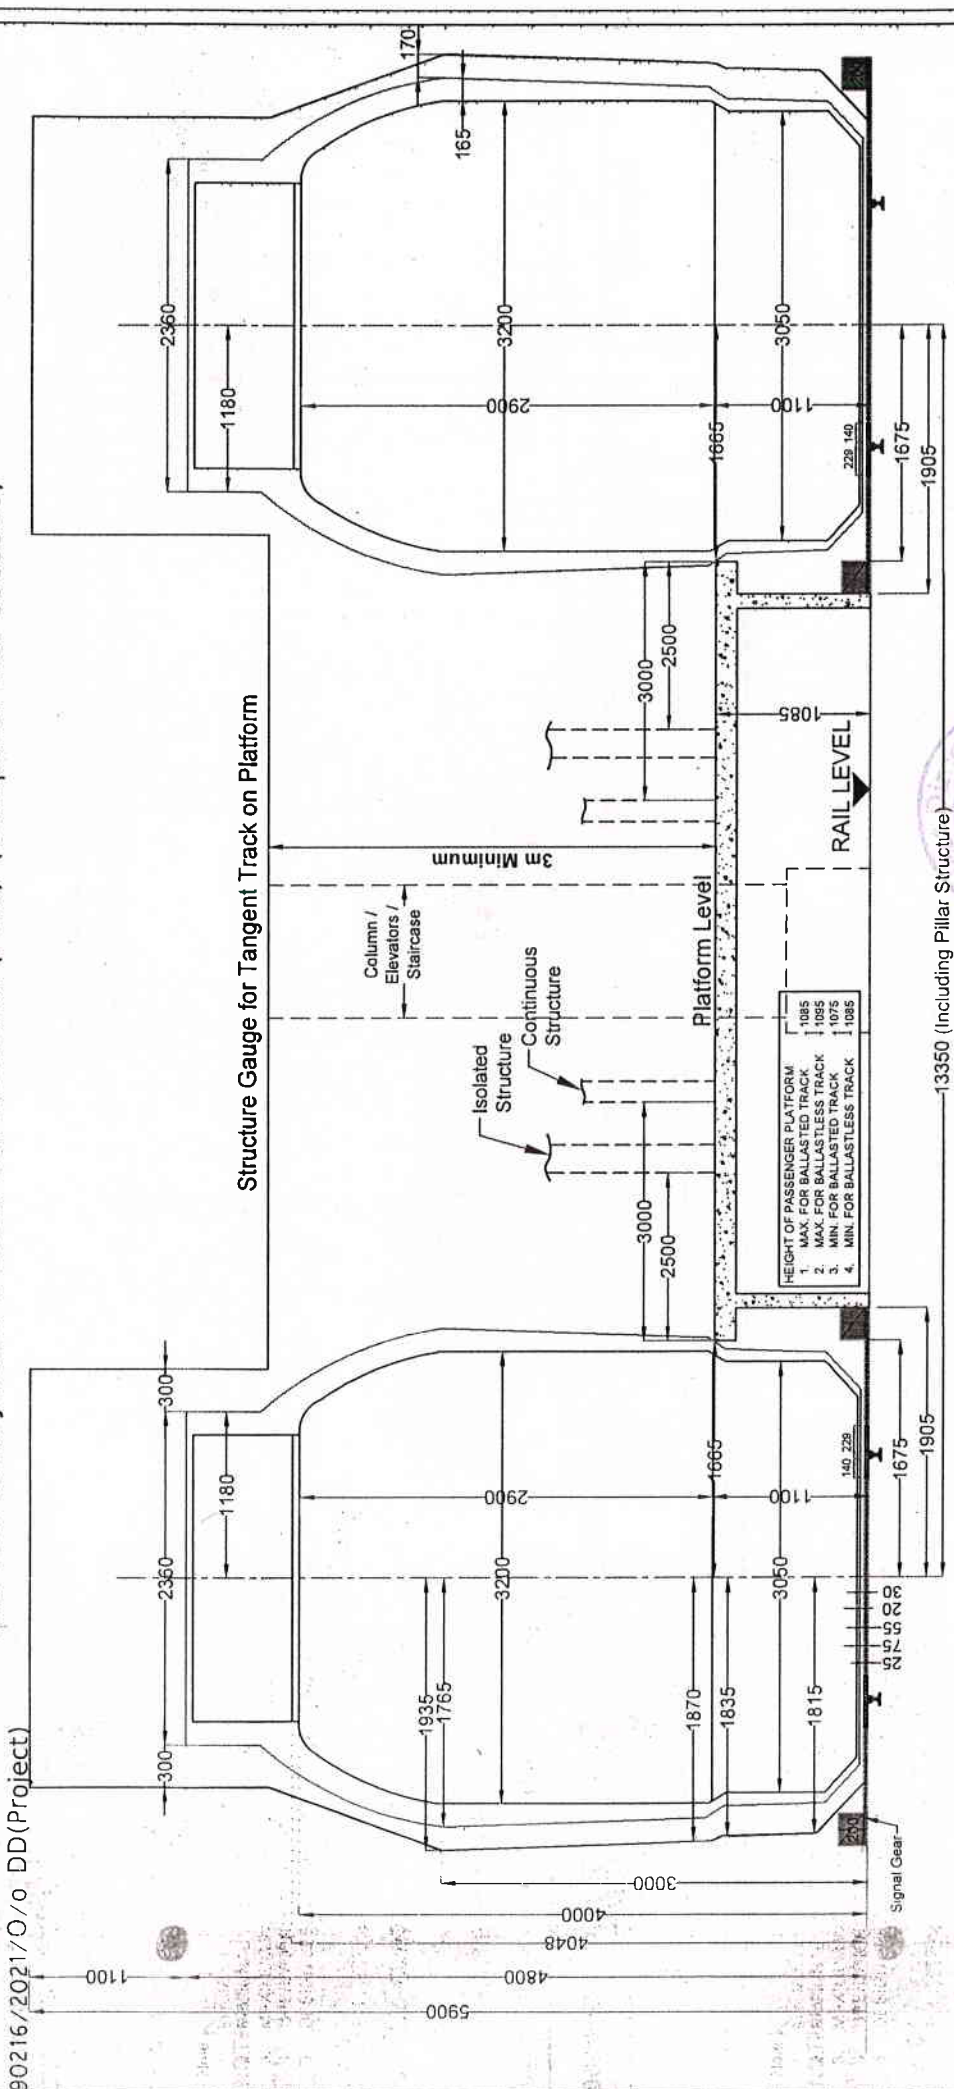 90216/2021/O/o DD(Project)
Structure Gauge for Tangent Track on Platform
5900
1100
4800
4048
4000
3000
300
2360
300
1180
2900
3200
1935
1765
1870
1835
1815
1665
1100
3050
140 229
200
Signal Gear
25
75
55
20
30
1675
1905
3000
2500
Isolated
Structure
Continuous
Structure
Column /
Elevators /
Staircase
3m Minimum
Platform Level
HEIGHT OF PASSENGER PLATFORM
1. MAX. FOR BALLASTED TRACK 1085
2. MAX. FOR BALLASTLESS TRACK 1095
3. MIN. FOR BALLASTED TRACK 1075
4. MIN. FOR BALLASTLESS TRACK 1085
RAIL LEVEL
1085
3000
2500
13350 (Including Pillar Structure)
2360
1180
2900
3200
1665
1100
3050
229 140
1675
1905
165
170